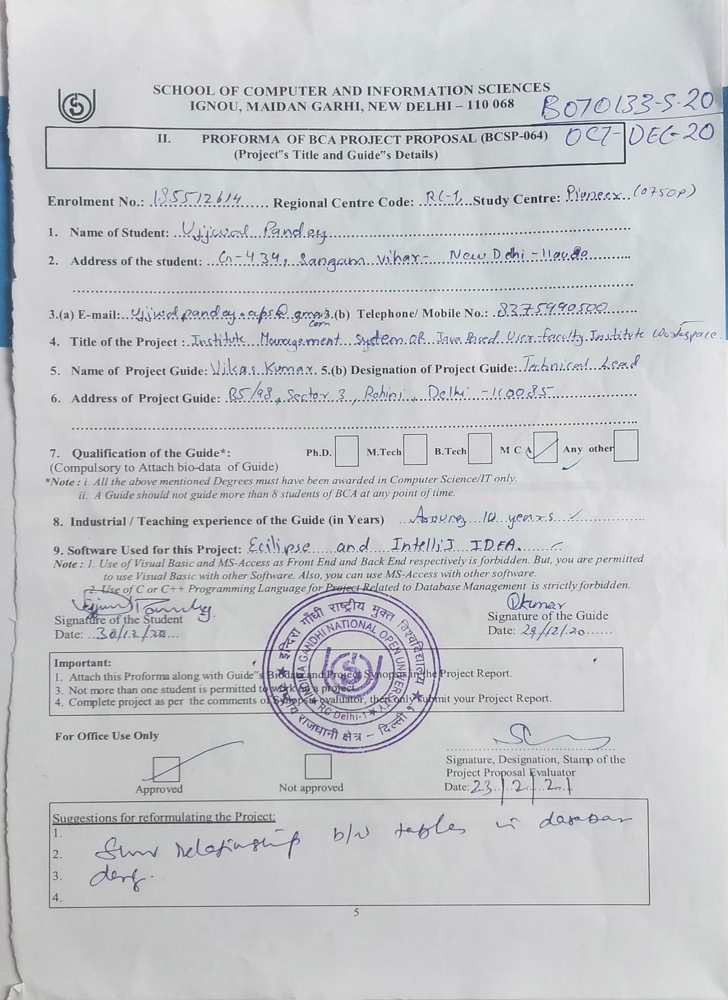 SCHOOL OF COMPUTER AND INFORMATION SCIENCES
IGNOU, MAIDAN GARHI, NEW DELHI – 110 068
B070133-S-20
OCT-DEC-20
II. PROFORMA OF BCA PROJECT PROPOSAL (BCSP-064)
(Project"s Title and Guide"s Details)
Enrolment No.: 185512614 Regional Centre Code: RC-1, Study Centre: Pioneer (0750P)
1. Name of Student: Ujjwal Pandey
2. Address of the student: G-434, Sangam Vihar- New Delhi -110080
3.(a) E-mail: Ujjwalpandey.aps@gmail.com 3.(b) Telephone/ Mobile No.: 8375990500
4. Title of the Project : Institute Management System OR Java Based User-faculty Institute Workspace
5. Name of Project Guide: Vikas Kumar 5.(b) Designation of Project Guide: Technical Lead
6. Address of Project Guide: B5/98, Sector 3, Rohini, Delhi -110085
7. Qualification of the Guide*: Ph.D. M.Tech B.Tech M C A Any other
(Compulsory to Attach bio-data of Guide)
*Note : i. All the above mentioned Degrees must have been awarded in Computer Science/IT only.
ii. A Guide should not guide more than 8 students of BCA at any point of time.
8. Industrial / Teaching experience of the Guide (in Years) 10 years
9. Software Used for this Project: Ecilipse and IntelliJ IDEA.
Note : 1. Use of Visual Basic and MS-Access as Front End and Back End respectively is forbidden. But, you are permitted
to use Visual Basic with other Software. Also, you can use MS-Access with other software.
2. Use of C or C++ Programming Language for Project Related to Database Management is strictly forbidden.
Ujjwal Pandey
Signature of the Student
Date: 30/12/20
Vkumar
Signature of the Guide
Date: 29/12/20
इन्दिरा गाँधी राष्ट्रीय मुक्त विश्वविद्यालय
INDIRA GANDHI NATIONAL OPEN UNIVERSITY
RC Delhi-1
राजधानी क्षेत्र – दिल्ली १
Important:
1. Attach this Proforma along with Guide"s Biodata and Project Synopsis in the Project Report.
3. Not more than one student is permitted to work on a project.
4. Complete project as per the comments of Synopsis evaluator, then only submit your Project Report.
For Office Use Only
Approved
Not approved
Signature, Designation, Stamp of the
Project Proposal Evaluator
Date: 23/2/21
Suggestions for reformulating the Project:
1.
2. Show relationship b/w tables in database
3.
4.
5